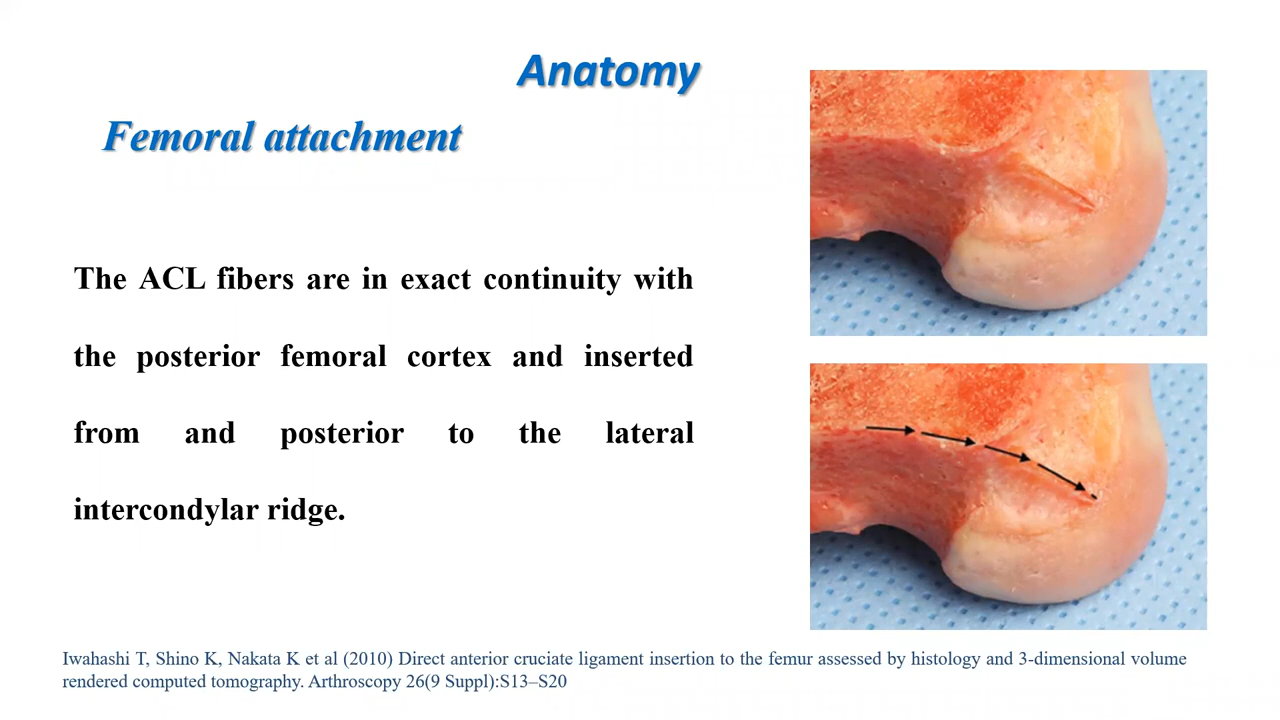 Anatomy
Femoral attachment
The ACL fibers are in exact continuity with
the posterior femoral cortex and inserted
from and posterior to the lateral
intercondylar ridge.
Iwahashi T, Shino K, Nakata K et al (2010) Direct anterior cruciate ligament insertion to the femur assessed by histology and 3-dimensional volume
rendered computed tomography. Arthroscopy 26(9 Suppl):S13–S20